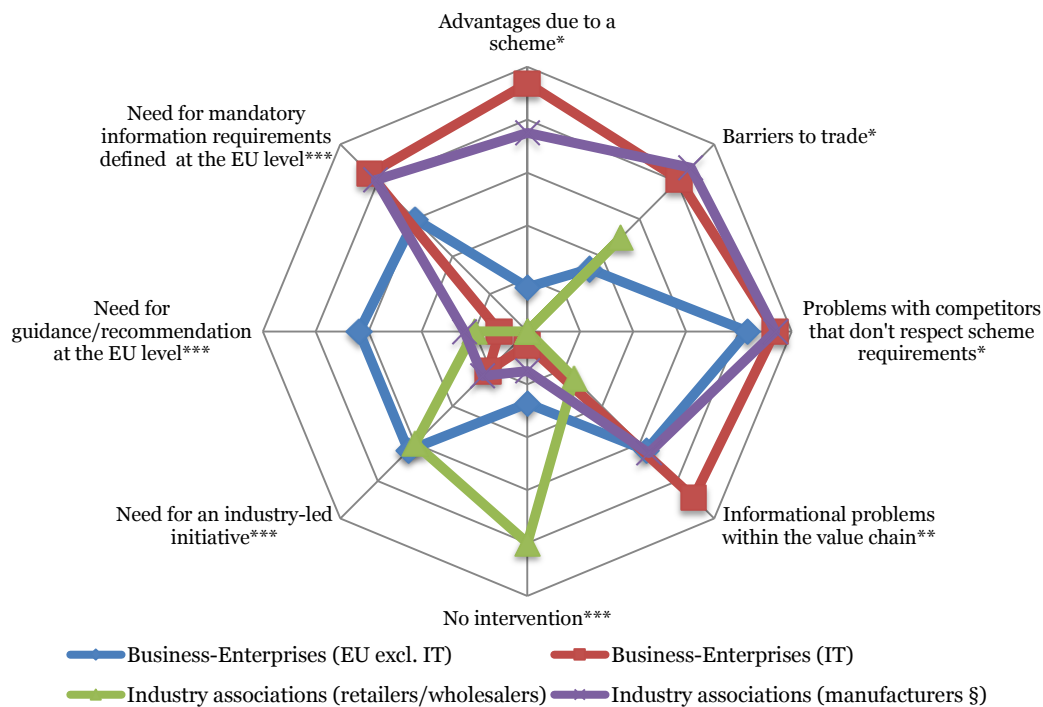 Advantages due to a
scheme*
Need for mandatory
information requirements
defined at the EU level***
Barriers to trade*
Need for
guidance/recommendation
at the EU level***
Problems with competitors
that don't respect scheme
requirements*
Need for an industry-led
initiative***
Informational problems
within the value chain**
No intervention***
Business-Enterprises (EU excl. IT)
Business-Enterprises (IT)
Industry associations (retailers/wholesalers)
Industry associations (manufacturers §)